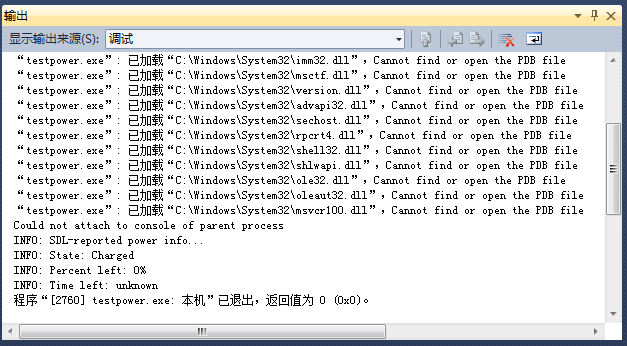 输出
显示输出来源(S): 调试
“testpower.exe”: 已加载“C:\Windows\System32\imm32.dll”，Cannot find or open the PDB file
“testpower.exe”: 已加载“C:\Windows\System32\msctf.dll”，Cannot find or open the PDB file
“testpower.exe”: 已加载“C:\Windows\System32\version.dll”，Cannot find or open the PDB file
“testpower.exe”: 已加载“C:\Windows\System32\advapi32.dll”，Cannot find or open the PDB file
“testpower.exe”: 已加载“C:\Windows\System32\sechost.dll”，Cannot find or open the PDB file
“testpower.exe”: 已加载“C:\Windows\System32\rpcrt4.dll”，Cannot find or open the PDB file
“testpower.exe”: 已加载“C:\Windows\System32\shell32.dll”，Cannot find or open the PDB file
“testpower.exe”: 已加载“C:\Windows\System32\shlwapi.dll”，Cannot find or open the PDB file
“testpower.exe”: 已加载“C:\Windows\System32\ole32.dll”，Cannot find or open the PDB file
“testpower.exe”: 已加载“C:\Windows\System32\oleaut32.dll”，Cannot find or open the PDB file
“testpower.exe”: 已加载“C:\Windows\System32\msvcr100.dll”，Cannot find or open the PDB file
Could not attach to console of parent process
INFO: SDL-reported power info...
INFO: State: Charged
INFO: Percent left: 0%
INFO: Time left: unknown
程序“[2760] testpower.exe: 本机”已退出，返回值为 0 (0x0)。